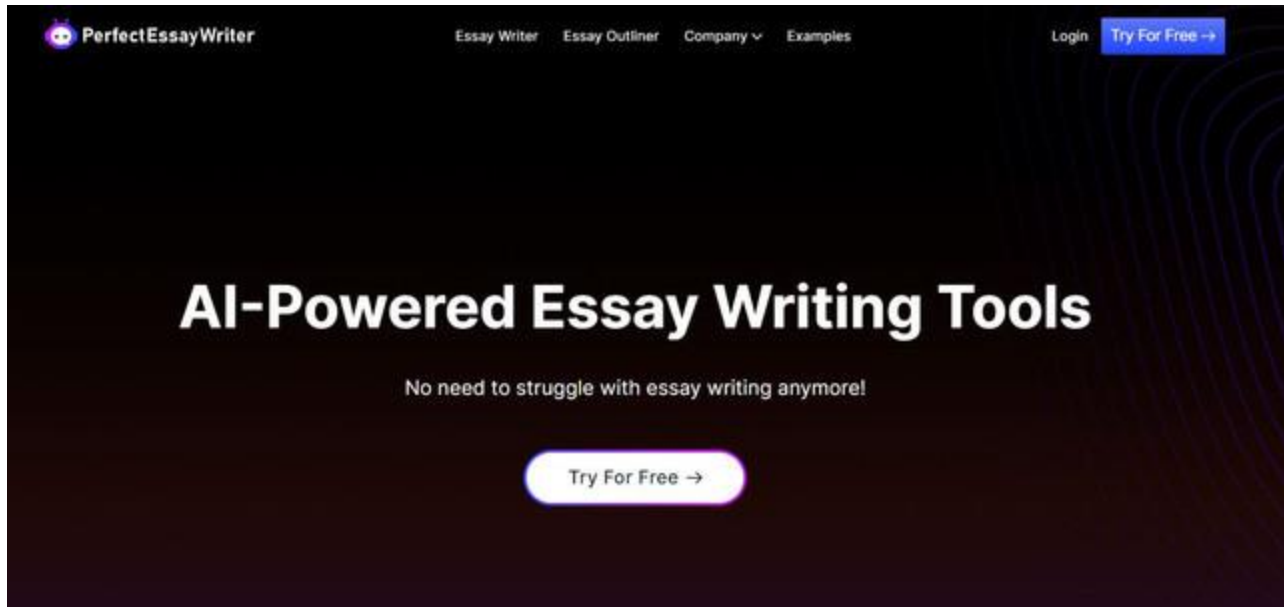 PerfectEssayWriter
Essay Writer
Essay Outliner
Company
Examples
Login
Try For Free →
AI-Powered Essay Writing Tools
No need to struggle with essay writing anymore!
Try For Free →